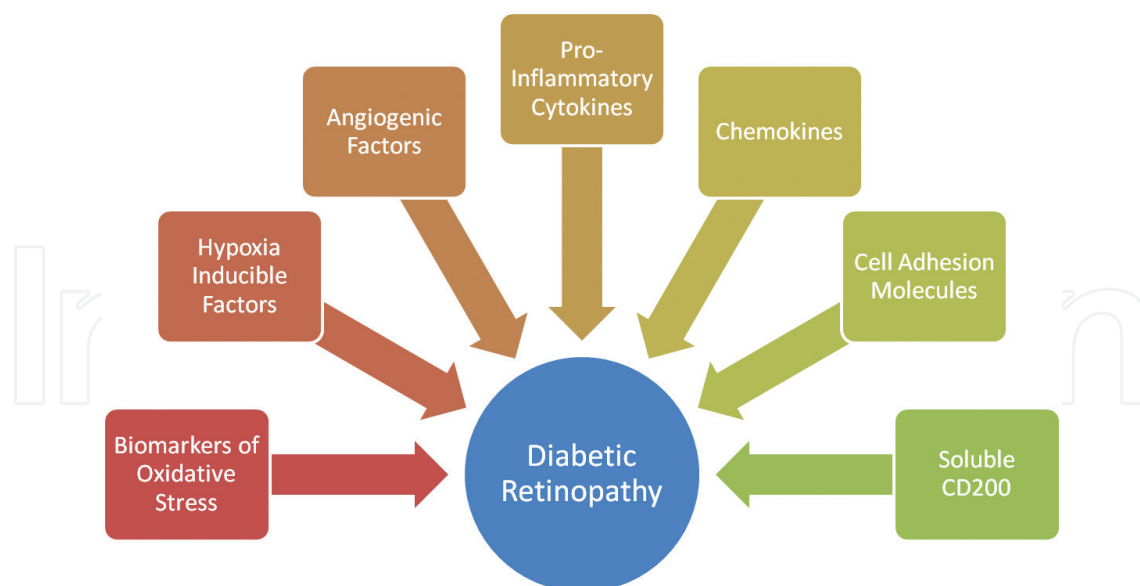 Pro-
Inflammatory
Cytokines
Angiogenic
Factors
Chemokines
Hypoxia
Inducible
Factors
Cell Adhesion
Molecules
Biomarkers of
Oxidative
Stress
Diabetic
Retinopathy
Soluble
CD200